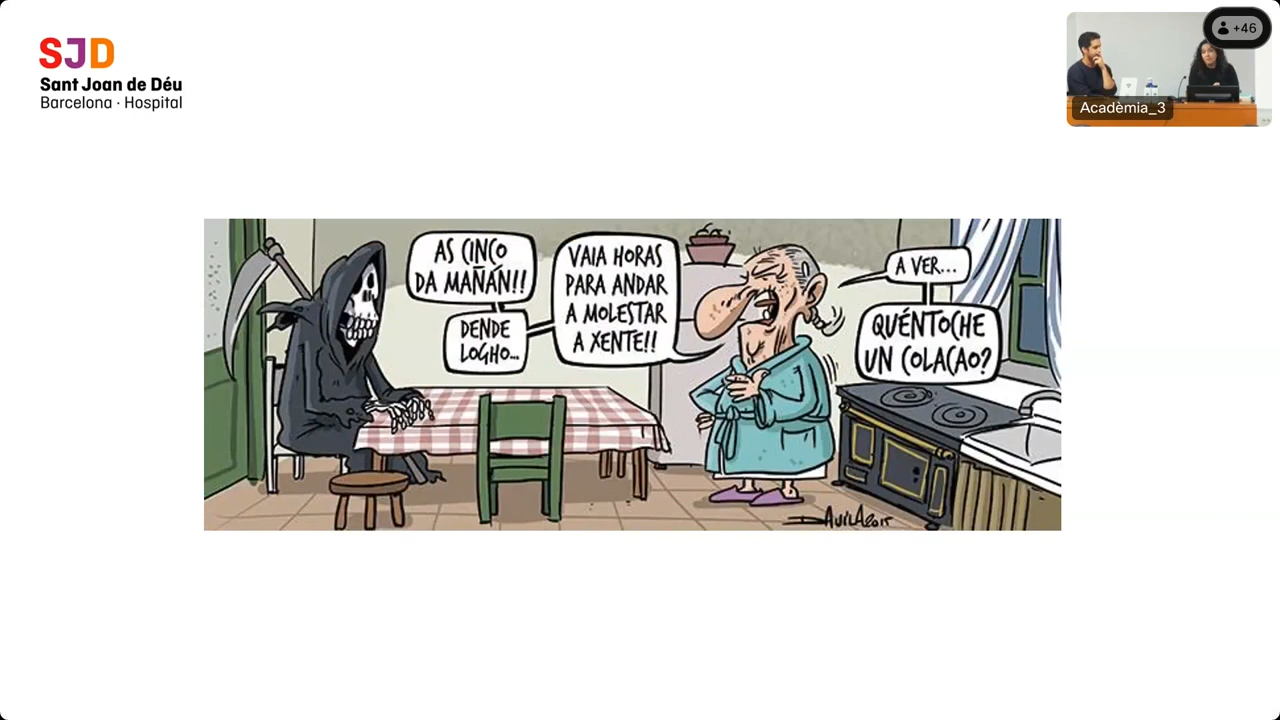 SJD
Sant Joan de Déu
Barcelona · Hospital
+46
Acadèmia_3
AS CINCO
DA MAÑÁN!!
DENDE
LOGHO...
VAIA HORAS
PARA ANDAR
A MOLESTAR
A XENTE!!
A VER...
QUÉNTOCHE
UN COLACAO?
DAVILA2015